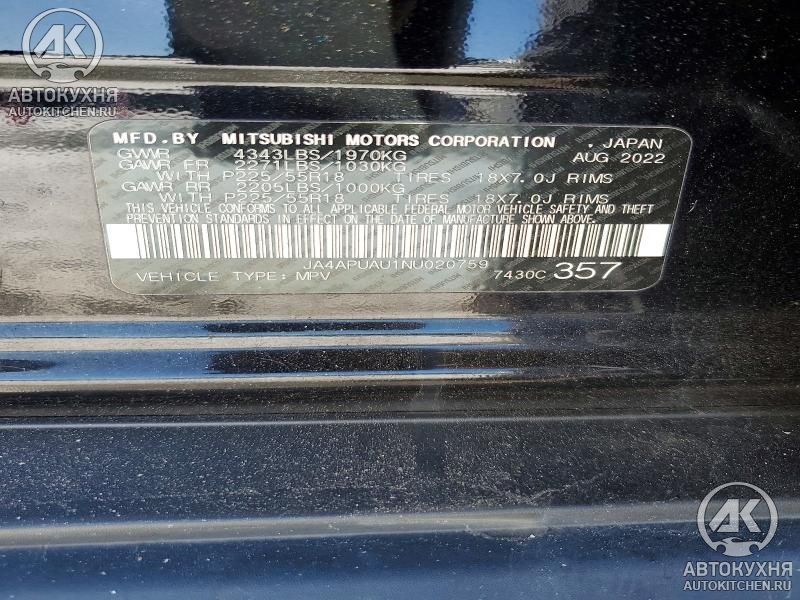 АК
АВТОКУХНЯ
AUTOKITCHEN.RU
MFD.BY MITSUBISHI MOTORS CORPORATION , JAPAN
GVWR 4343LBS/1970KG AUG 2022
GAWR FR 2271LBS/1030KG
WITH P225/55R18 TIRES 18X7.0J RIMS
GAWR RR 2205LBS/1000KG
WITH P225/55R18 TIRES 18X7.0J RIMS
THIS VEHICLE CONFORMS TO ALL APPLICABLE FEDERAL MOTOR VEHICLE SAFETY AND THEFT
PREVENTION STANDARDS IN EFFECT ON THE DATE OF MANUFACTURE SHOWN ABOVE.
JA4APUAU1NU020759
VEHICLE TYPE: MPV 7430C 357
АК
АВТОКУХНЯ
AUTOKITCHEN.RU